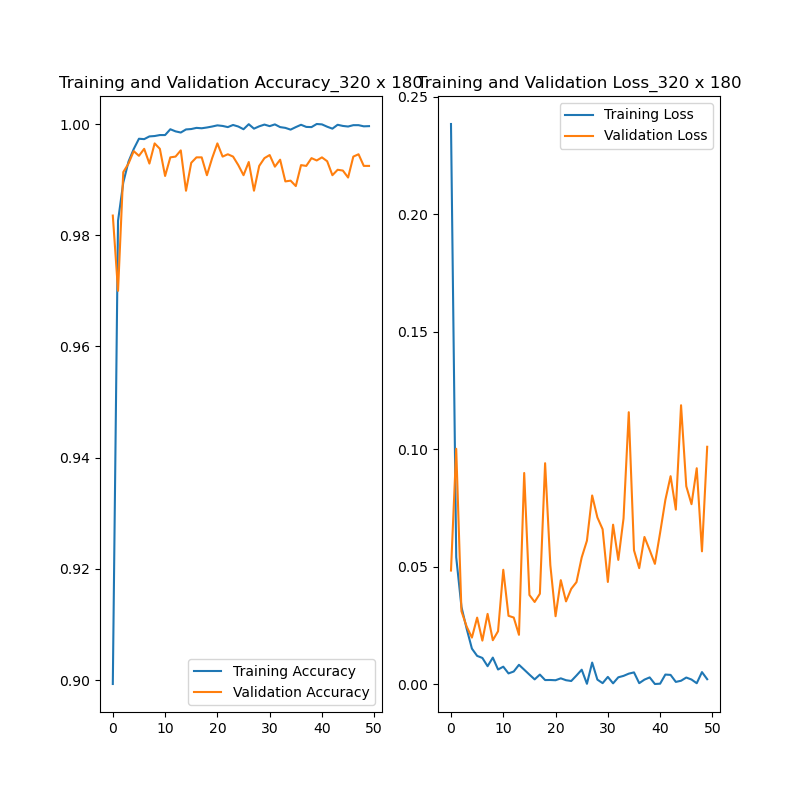 Training and Validation Accuracy_320 x 180
1.00
0.98
0.96
0.94
0.92
0.90
Training Accuracy
Validation Accuracy
0 10 20 30 40 50
Training and Validation Loss_320 x 180
0.25
0.20
0.15
0.10
0.05
0.00
Training Loss
Validation Loss
0 10 20 30 40 50